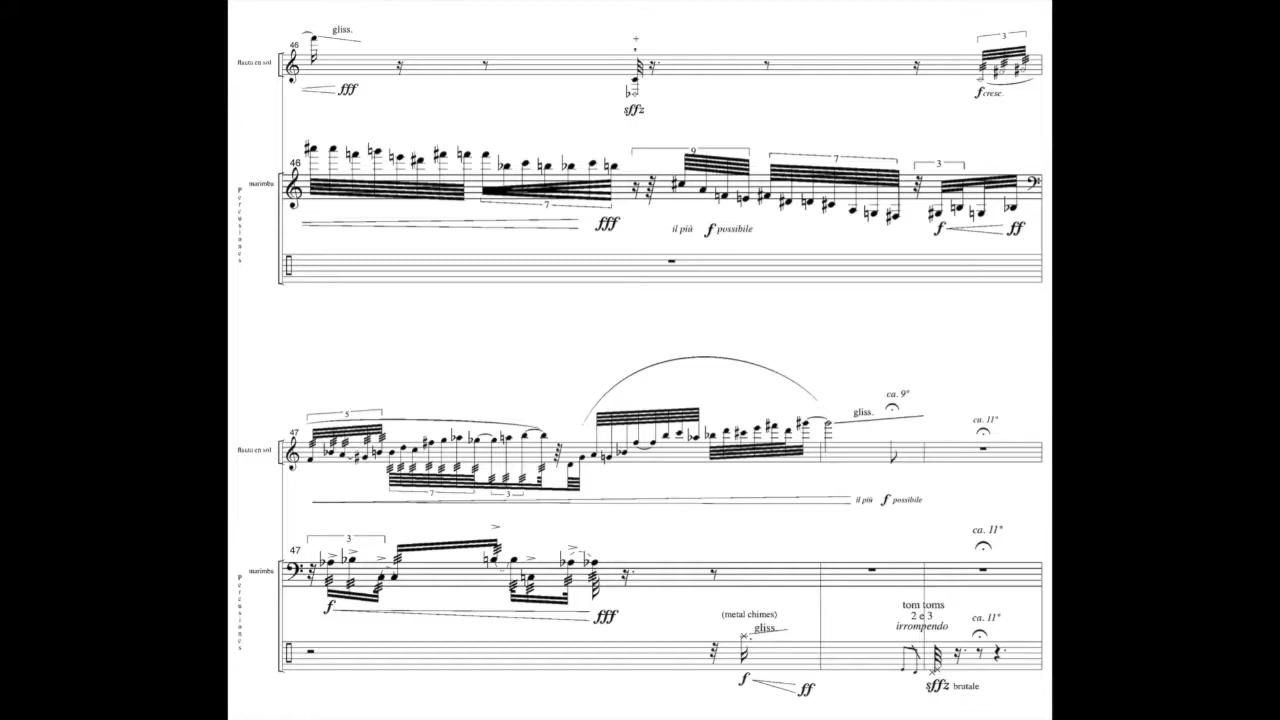 gliss.
46
3
flauta en sol
fff
+
sffz
f cresc.
46
9
7
3
marimba
Percusiones
7
fff
il più f possibile
f
ff
ca. 9"
gliss.
ca. 11"
5
47
flauta en sol
7
3
il più f possibile
ca. 11"
3
47
marimba
Percusiones
f
fff
tom toms
2 e 3
irrompendo
(metal chimes)
gliss.
ca. 11"
f
ff
sffz brutale